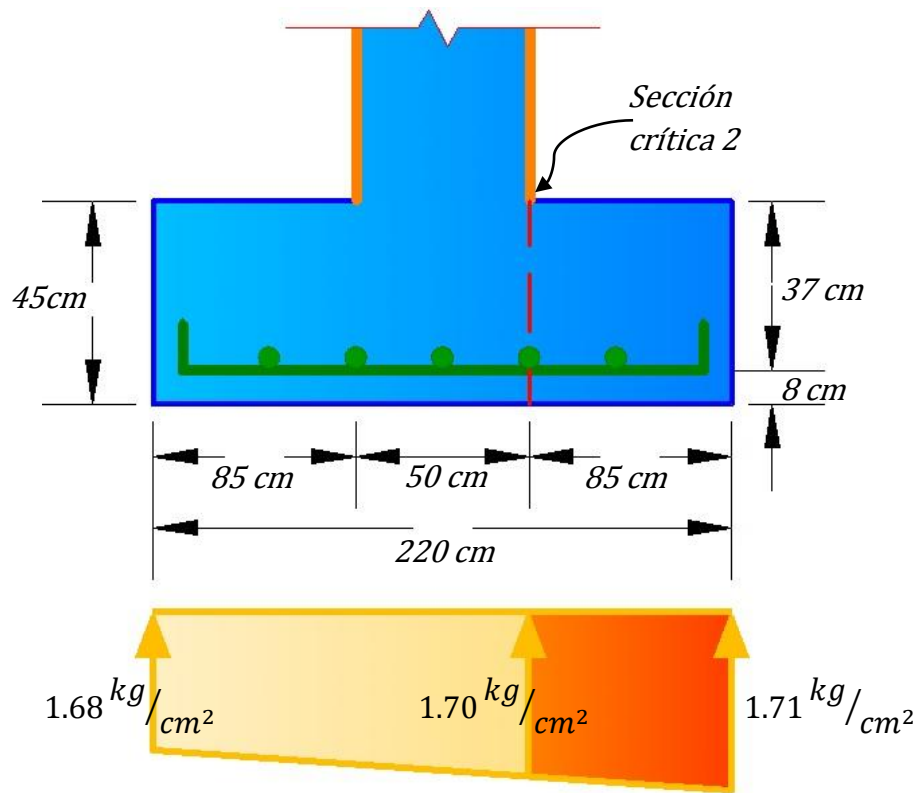 Sección
crítica 2
45cm
37 cm
8 cm
85 cm 50 cm 85 cm
220 cm
1.68 kg/cm² 1.70 kg/cm² 1.71 kg/cm²